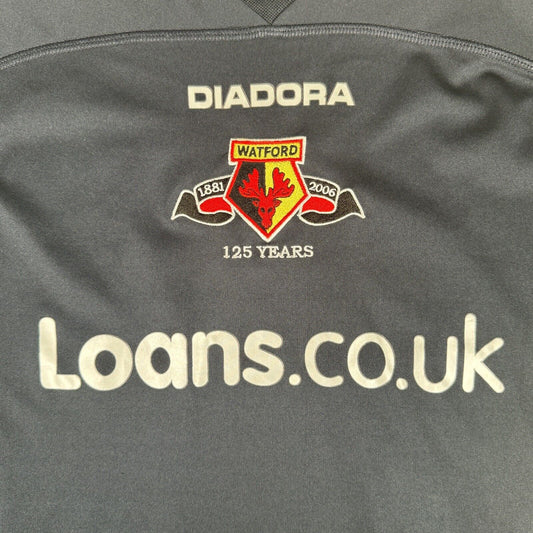 DIADORA
WATFORD
1881 2006
125 YEARS
Loans.co.uk